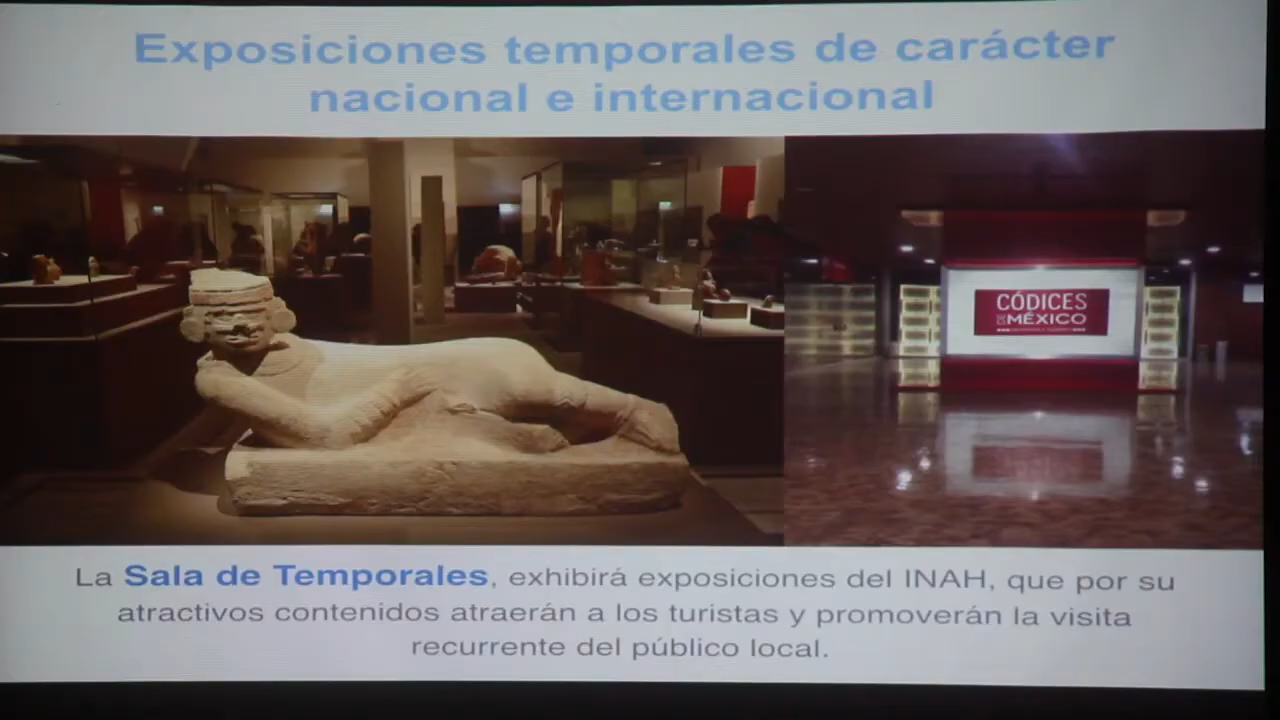 Exposiciones temporales de carácter
nacional e internacional
CÓDICES
DE MÉXICO
La Sala de Temporales, exhibirá exposiciones del INAH, que por su
atractivos contenidos atraerán a los turistas y promoverán la visita
recurrente del público local.